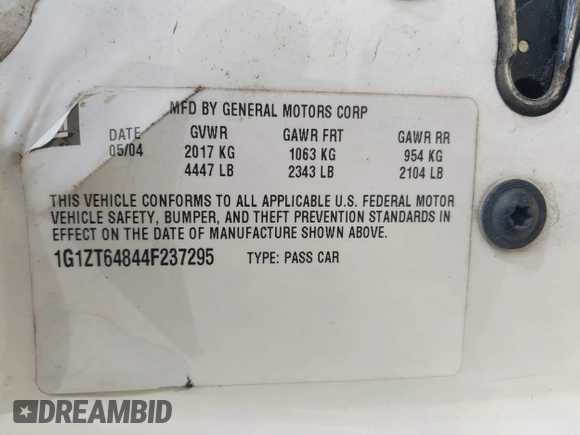 MFD BY GENERAL MOTORS CORP
DATE GVWR GAWR FRT GAWR RR
05/04 2017 KG 1063 KG 954 KG
4447 LB 2343 LB 2104 LB
THIS VEHICLE CONFORMS TO ALL APPLICABLE U.S. FEDERAL MOTOR
VEHICLE SAFETY, BUMPER, AND THEFT PREVENTION STANDARDS IN
EFFECT ON THE DATE OF MANUFACTURE SHOWN ABOVE.
1G1ZT64844F237295 TYPE: PASS CAR
DREAMBID